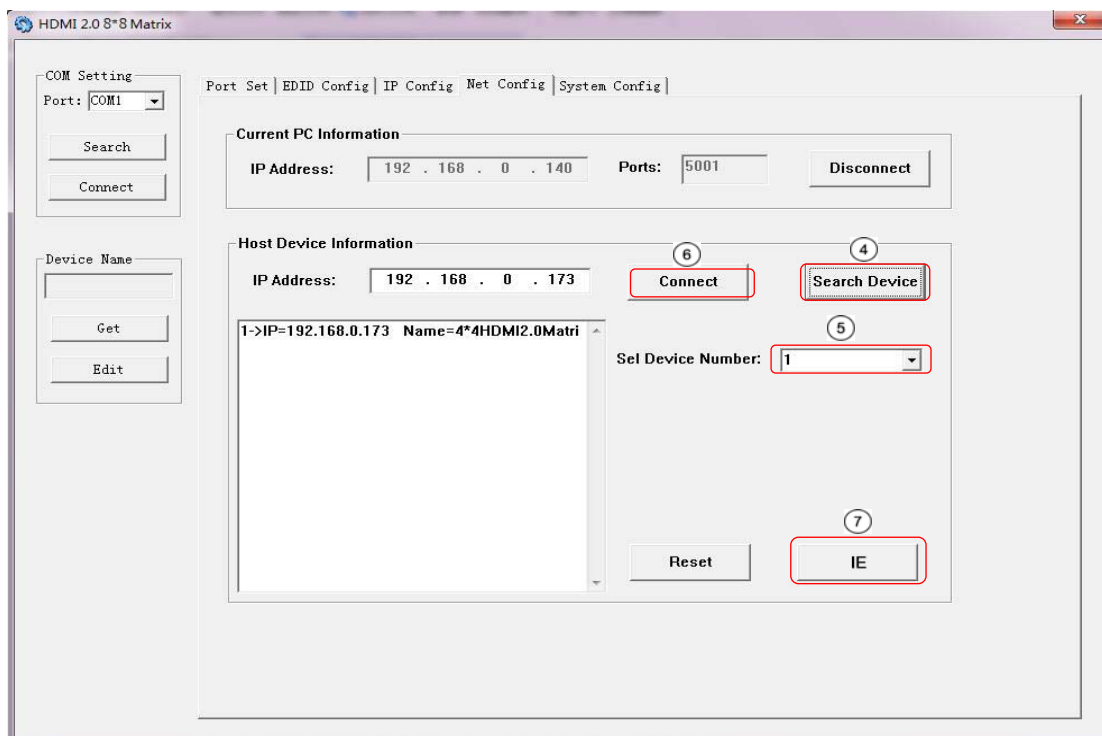 HDMI 2.0 8*8 Matrix
COM Setting
Port: COM1
Search
Connect
Device Name
Get
Edit
Port Set EDID Config IP Config Net Config System Config
Current PC Information
IP Address: 192 . 168 . 0 . 140 Ports: 5001 Disconnect
Host Device Information
6 4
IP Address: 192 . 168 . 0 . 173 Connect Search Device
1->IP=192.168.0.173 Name=4*4HDMI2.0Matri
5
Sel Device Number: 1
7
Reset IE